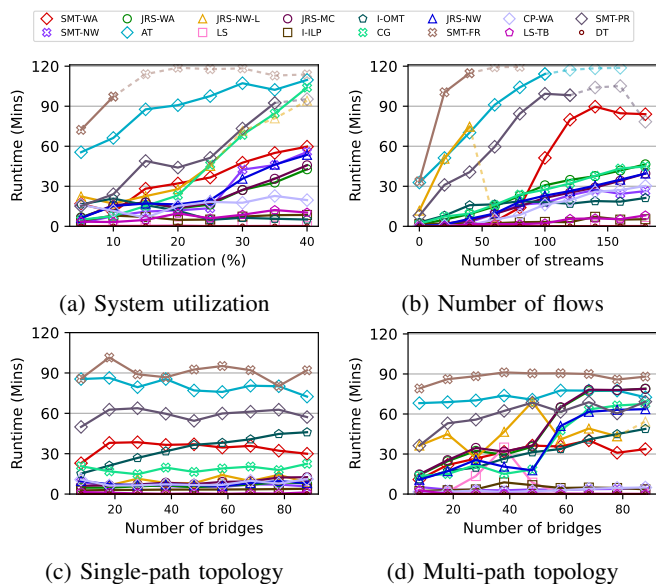 SMT-WA JRS-WA JRS-NW-L JRS-MC I-OMT JRS-NW CP-WA SMT-PR
SMT-NW AT LS I-ILP CG SMT-FR LS-TB DT
120
90
60
30
0
Runtime (Mins)
10 20 30 40
Utilization (%)
(a) System utilization
120
90
60
30
0
Runtime (Mins)
0 50 100 150
Number of streams
(b) Number of flows
120
90
60
30
0
Runtime (Mins)
20 40 60 80
Number of bridges
(c) Single-path topology
120
90
60
30
0
Runtime (Mins)
20 40 60 80
Number of bridges
(d) Multi-path topology